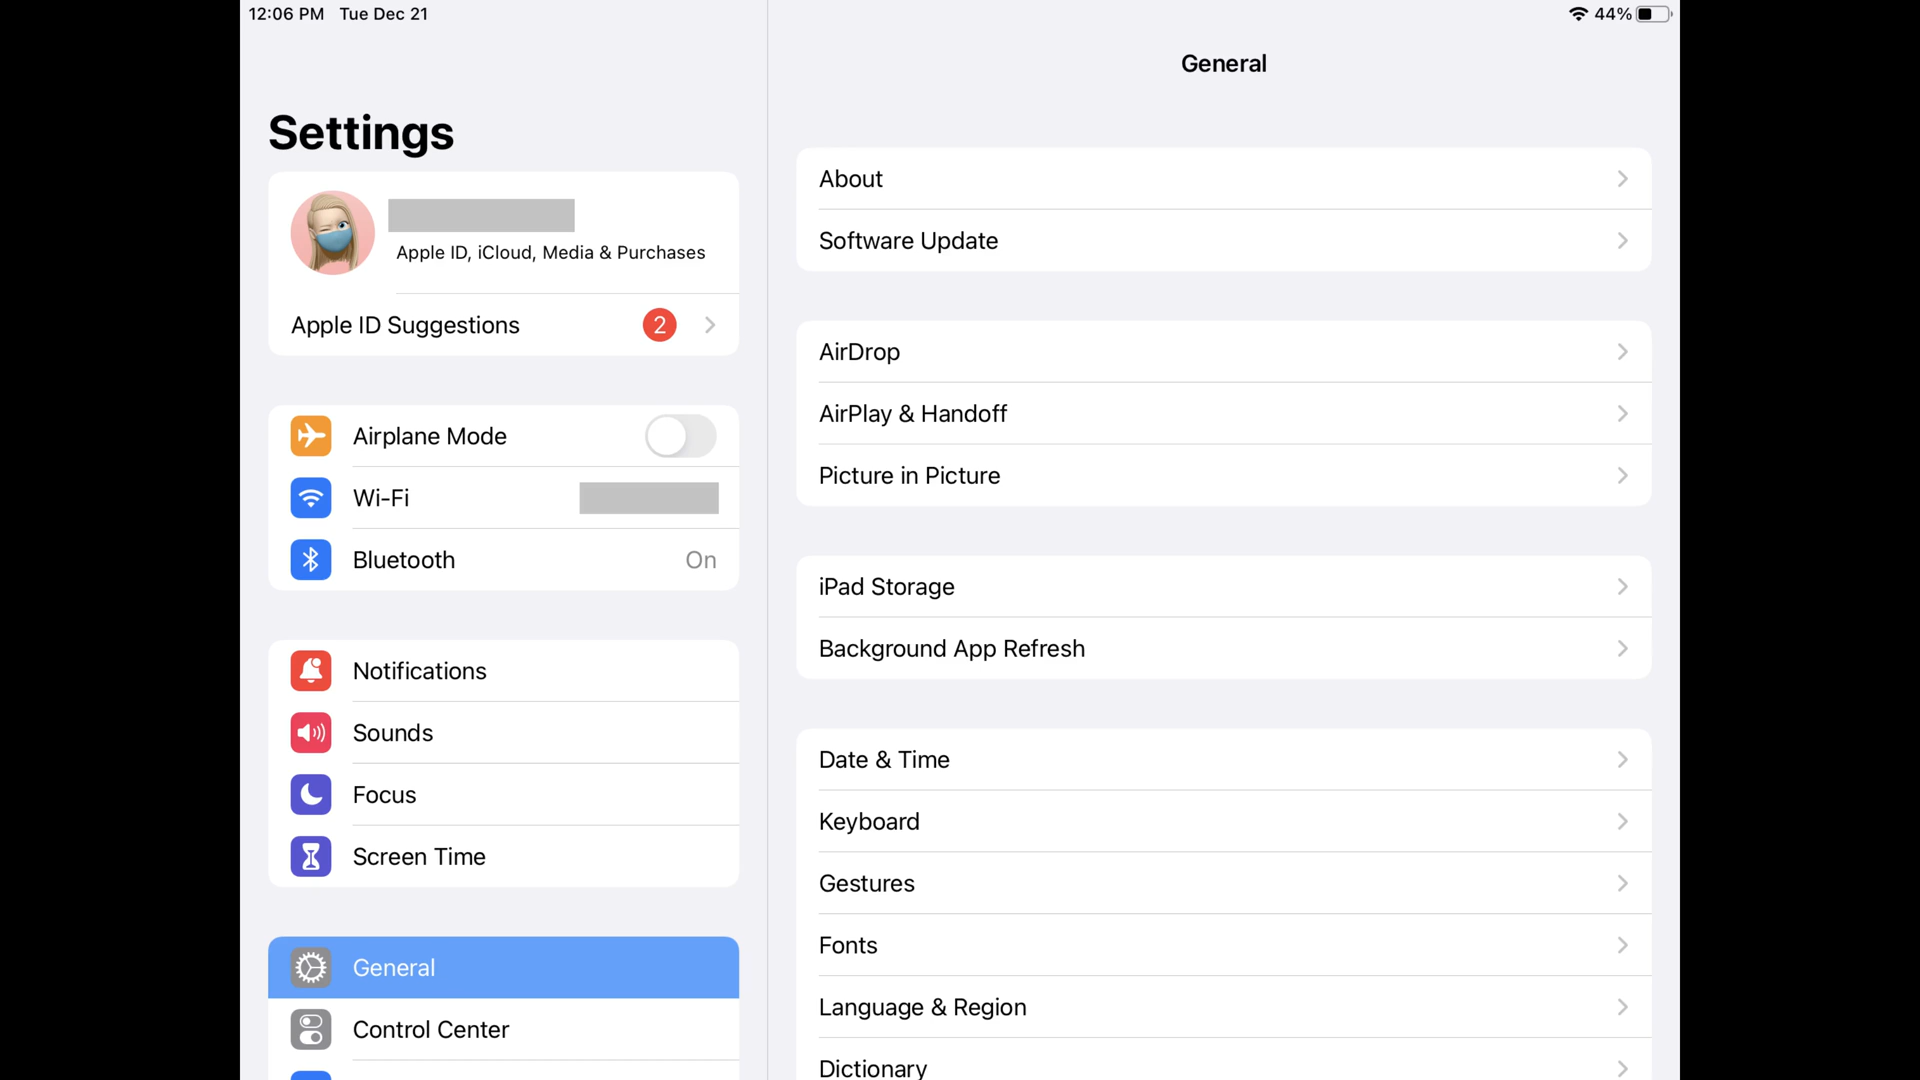 12:06 PM Tue Dec 21
44%
Settings
Apple ID, iCloud, Media & Purchases
Apple ID Suggestions 2
Airplane Mode
Wi-Fi
Bluetooth On
Notifications
Sounds
Focus
Screen Time
General
Control Center
General
About
Software Update
AirDrop
AirPlay & Handoff
Picture in Picture
iPad Storage
Background App Refresh
Date & Time
Keyboard
Gestures
Fonts
Language & Region
Dictionary